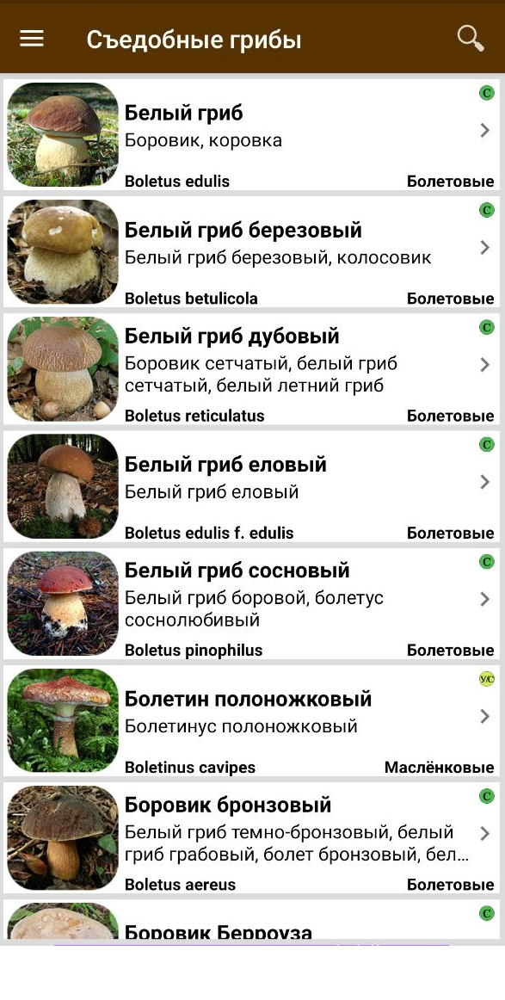 Съедобные грибы
С
Белый гриб
Боровик, коровка
Boletus edulis Болетовые
С
Белый гриб березовый
Белый гриб березовый, колосовик
Boletus betulicola Болетовые
С
Белый гриб дубовый
Боровик сетчатый, белый гриб
сетчатый, белый летний гриб
Boletus reticulatus Болетовые
С
Белый гриб еловый
Белый гриб еловый
Boletus edulis f. edulis Болетовые
С
Белый гриб сосновый
Белый гриб боровой, болетус
соснолюбивый
Boletus pinophilus Болетовые
У/С
Болетин полоножковый
Болетинус полоножковый
Boletinus cavipes Маслёнковые
С
Боровик бронзовый
Белый гриб темно-бронзовый, белый
гриб грабовый, болет бронзовый, бел...
Boletus aereus Болетовые
С
Боровик Берроуза